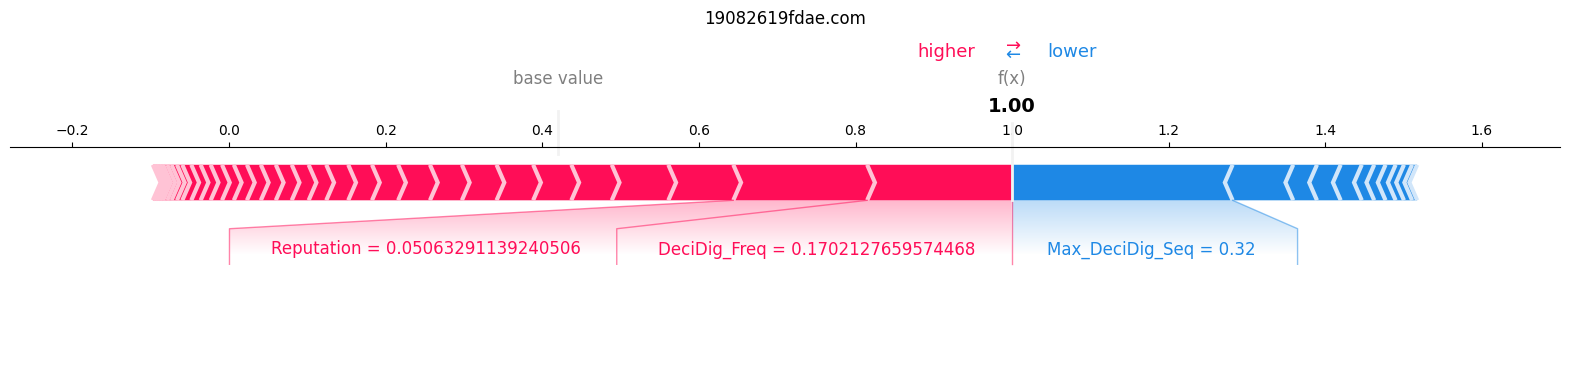 19082619fdae.com
higher ⇄ lower
base value f(x)
1.00
−0.2 0.0 0.2 0.4 0.6 0.8 1.0 1.2 1.4 1.6
Reputation = 0.05063291139240506 DeciDig_Freq = 0.1702127659574468 Max_DeciDig_Seq = 0.32